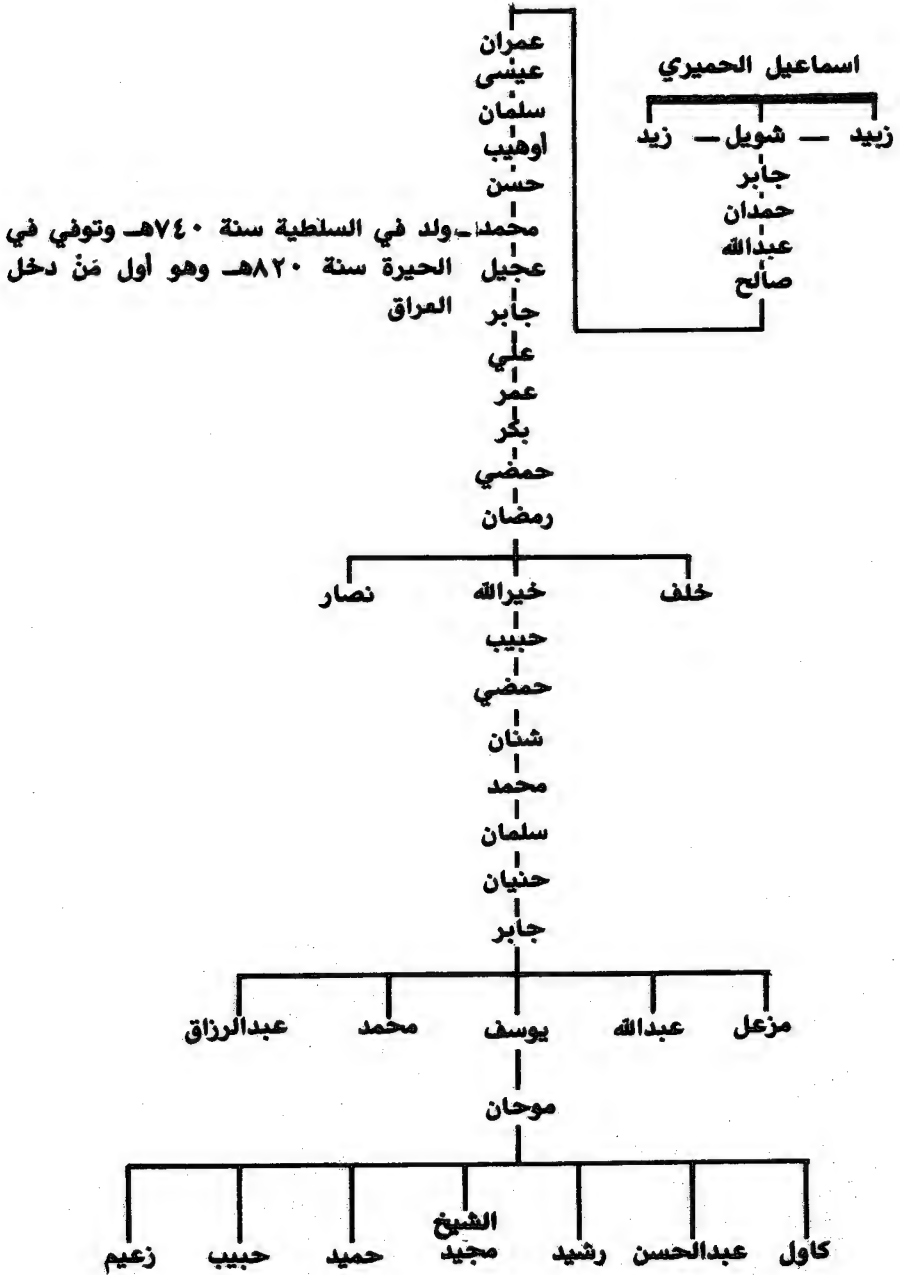 اسماعيل الحميري
زبيد — شويل — زيد
جابر
حمدان
عبدالله
صالح
عمران
عيسى
سلمان
أوهيب
حسن
محمد ـ ولد في السلطية سنة ٧٤٠هـ وتوفي في
عجيل الحيرة سنة ٨٢٠هـ وهو أول مَنْ دخل
جابر العراق
علي
عمر
بكر
حمضي
رمضان
خلف خيرالله نصار
حبيب
حمضي
شنان
محمد
سلمان
حنيان
جابر
مزعل عبدالله يوسف محمد عبدالرزاق
موحان
كاول عبدالحسن رشيد الشيخ مجيد حميد حبيب زعيم